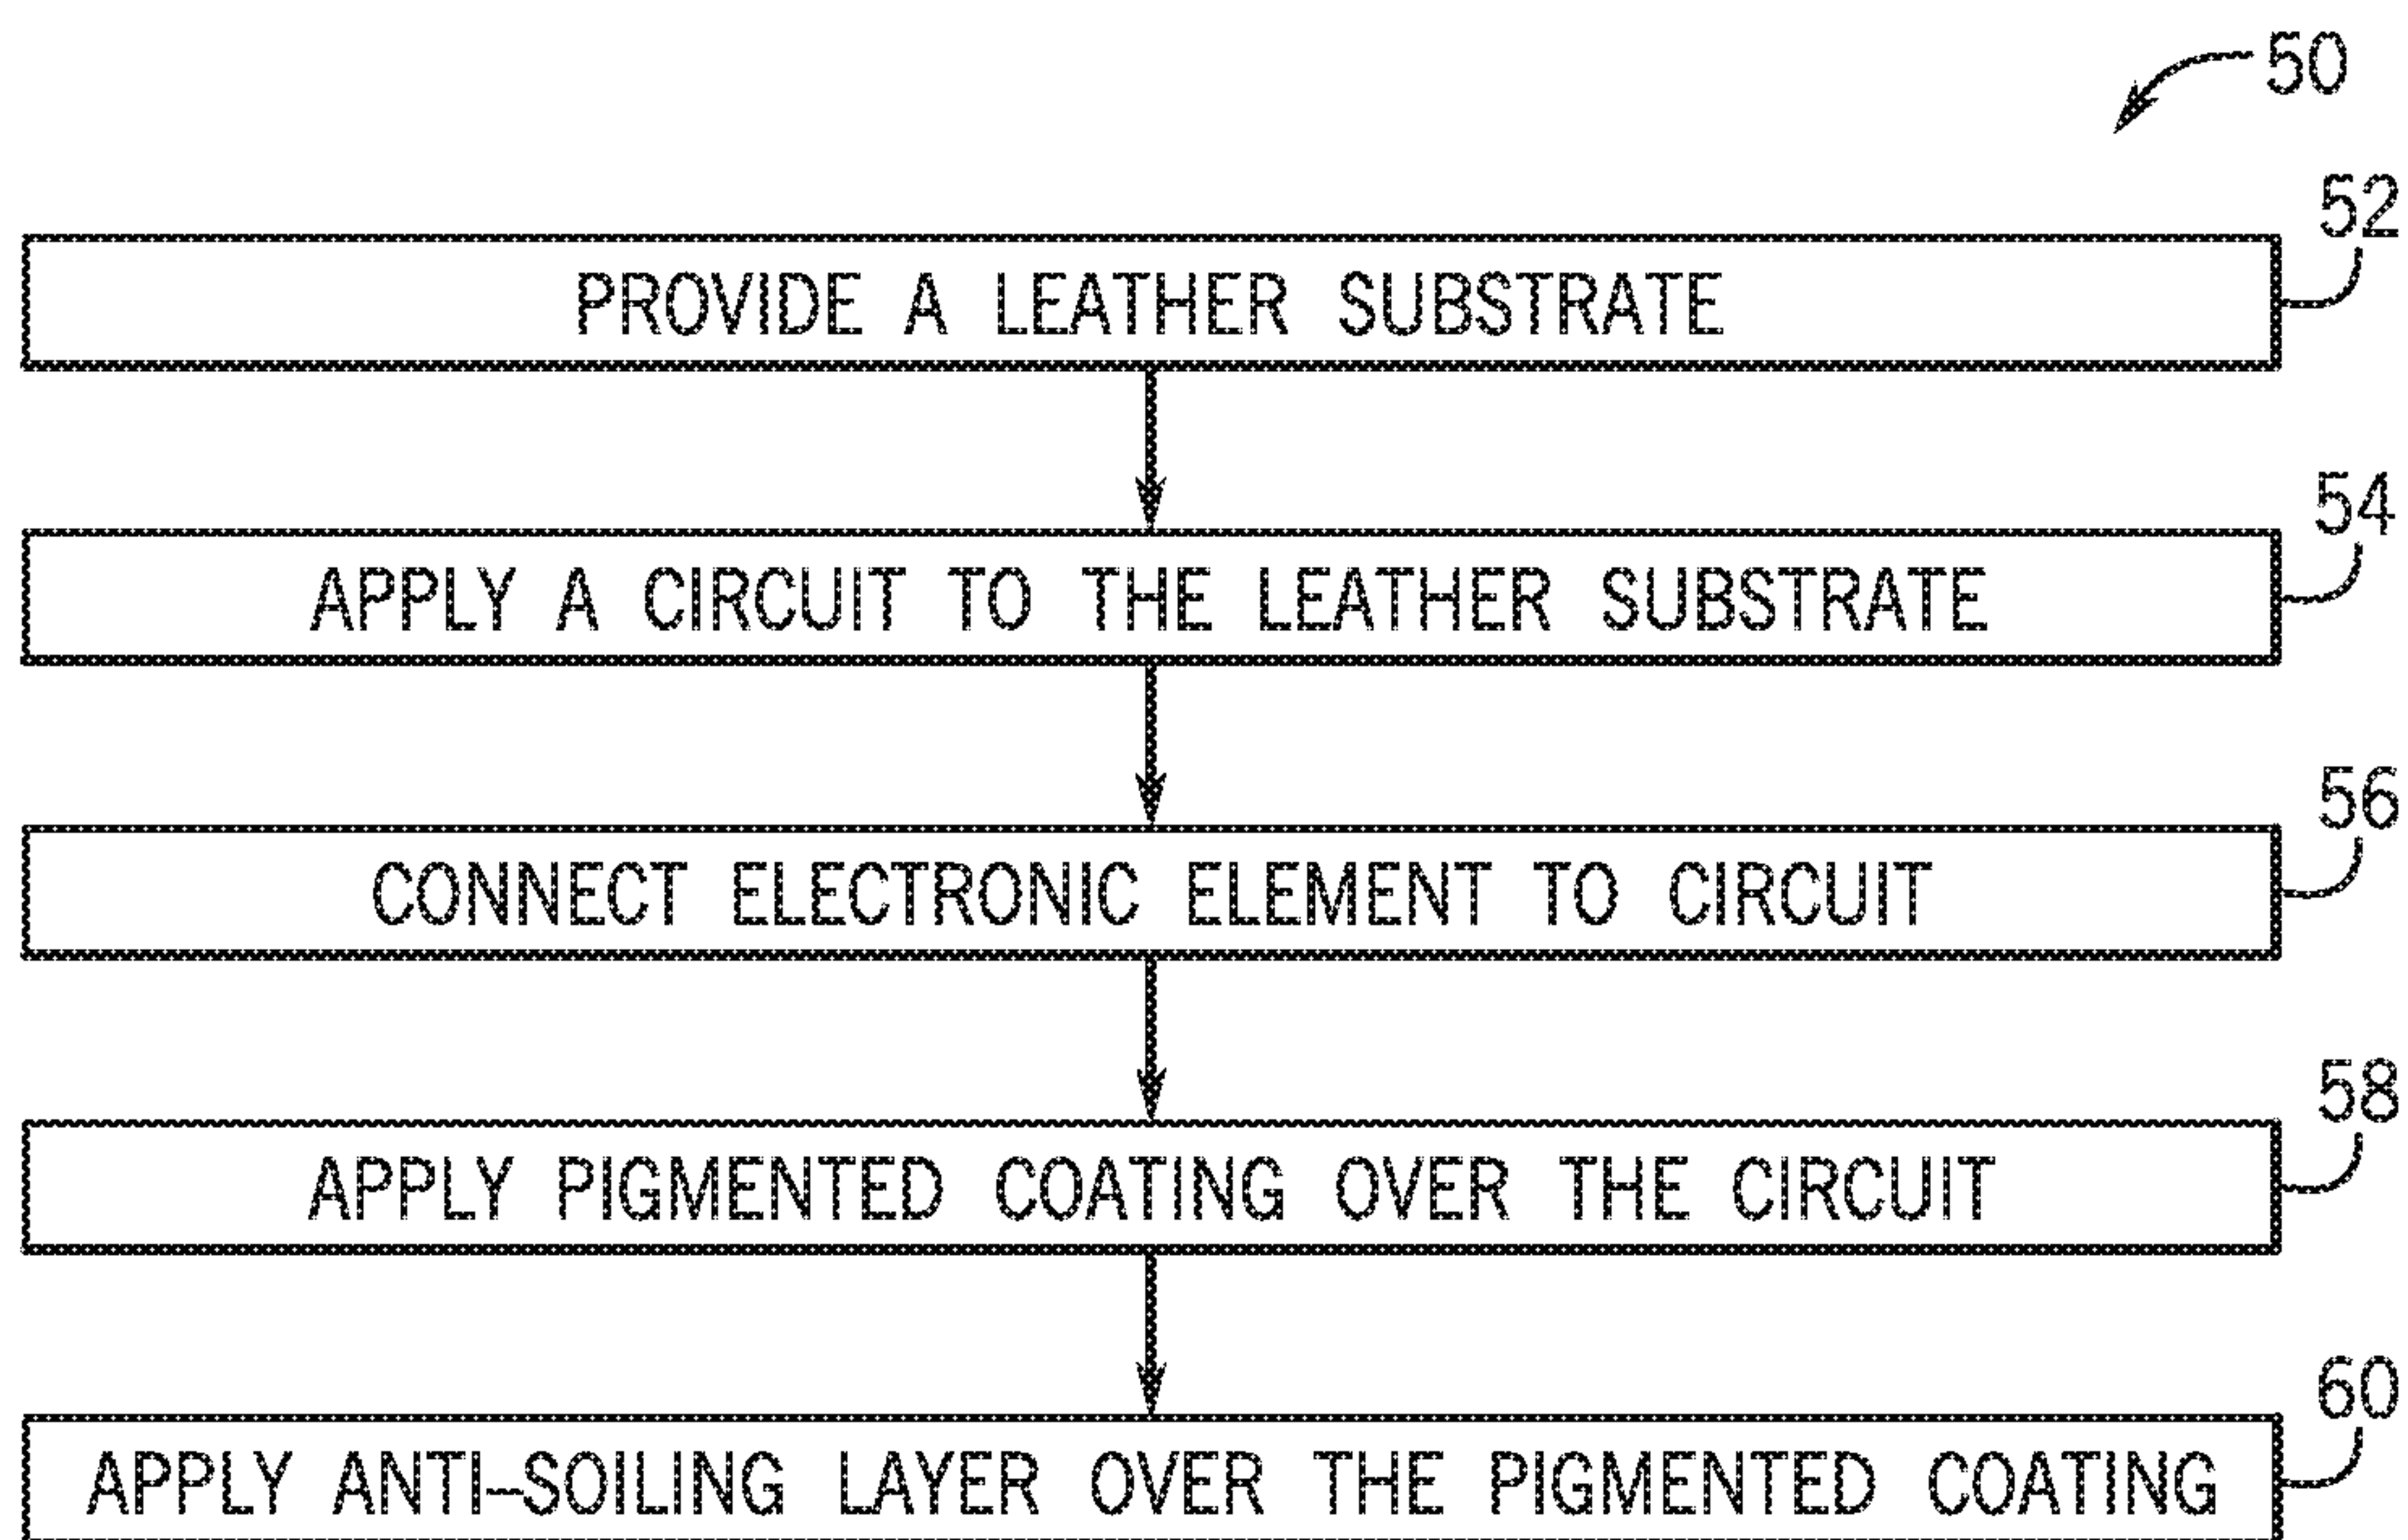 50
52
PROVIDE A LEATHER SUBSTRATE
54
APPLY A CIRCUIT TO THE LEATHER SUBSTRATE
56
CONNECT ELECTRONIC ELEMENT TO CIRCUIT
58
APPLY PIGMENTED COATING OVER THE CIRCUIT
60
APPLY ANTI-SOILING LAYER OVER THE PIGMENTED COATING